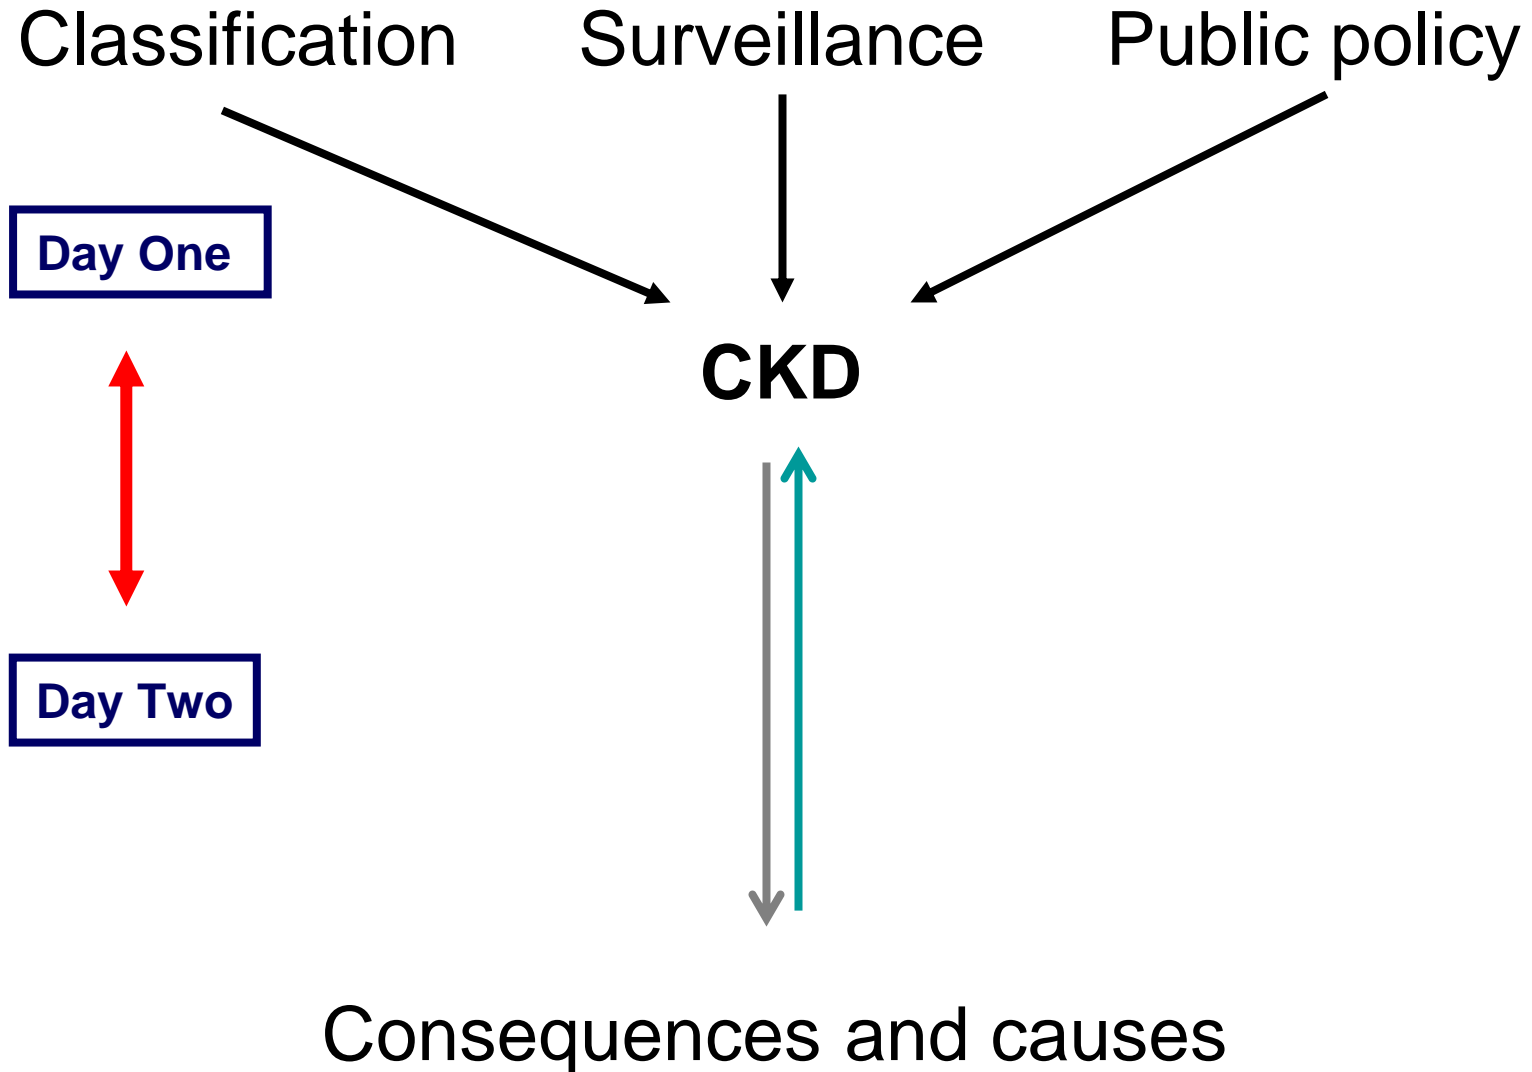 Classification Surveillance Public policy
Day One
CKD
Day Two
Consequences and causes